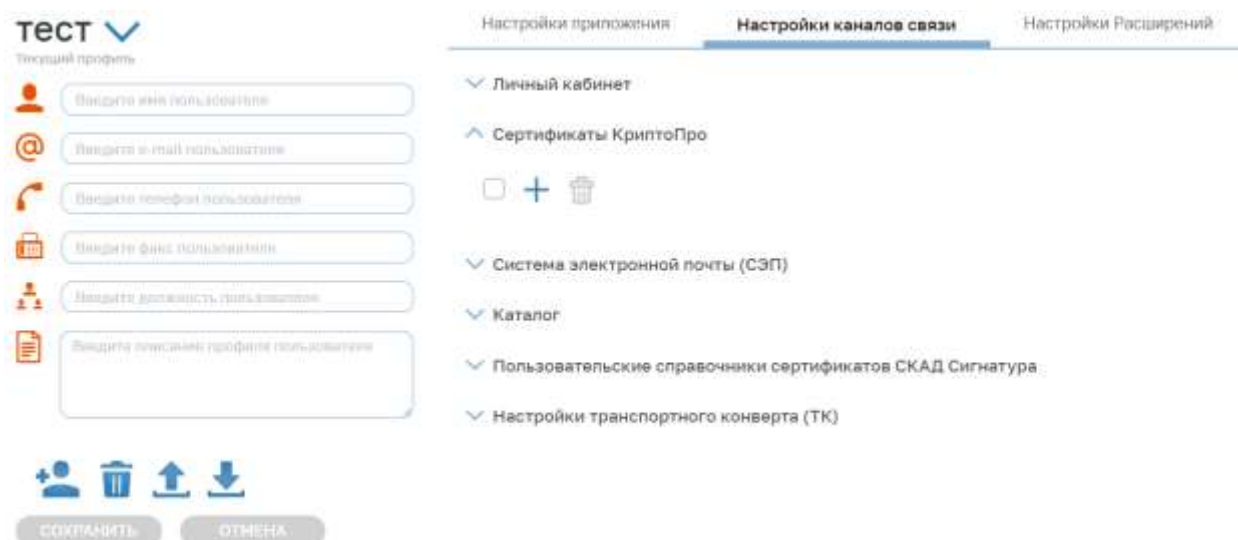 тест
Текущий профиль
Введите имя пользователя
Введите e-mail пользователя
Введите телефон пользователя
Введите факс пользователя
Введите должность пользователя
Введите описание профиля пользователя
СОХРАНИТЬ
ОТМЕНА
Настройки приложения
Настройки каналов связи
Настройки Расширений
Личный кабинет
Сертификаты КриптоПро
Система электронной почты (СЭП)
Каталог
Пользовательские справочники сертификатов СКАД Сигнатура
Настройки транспортного конверта (ТК)